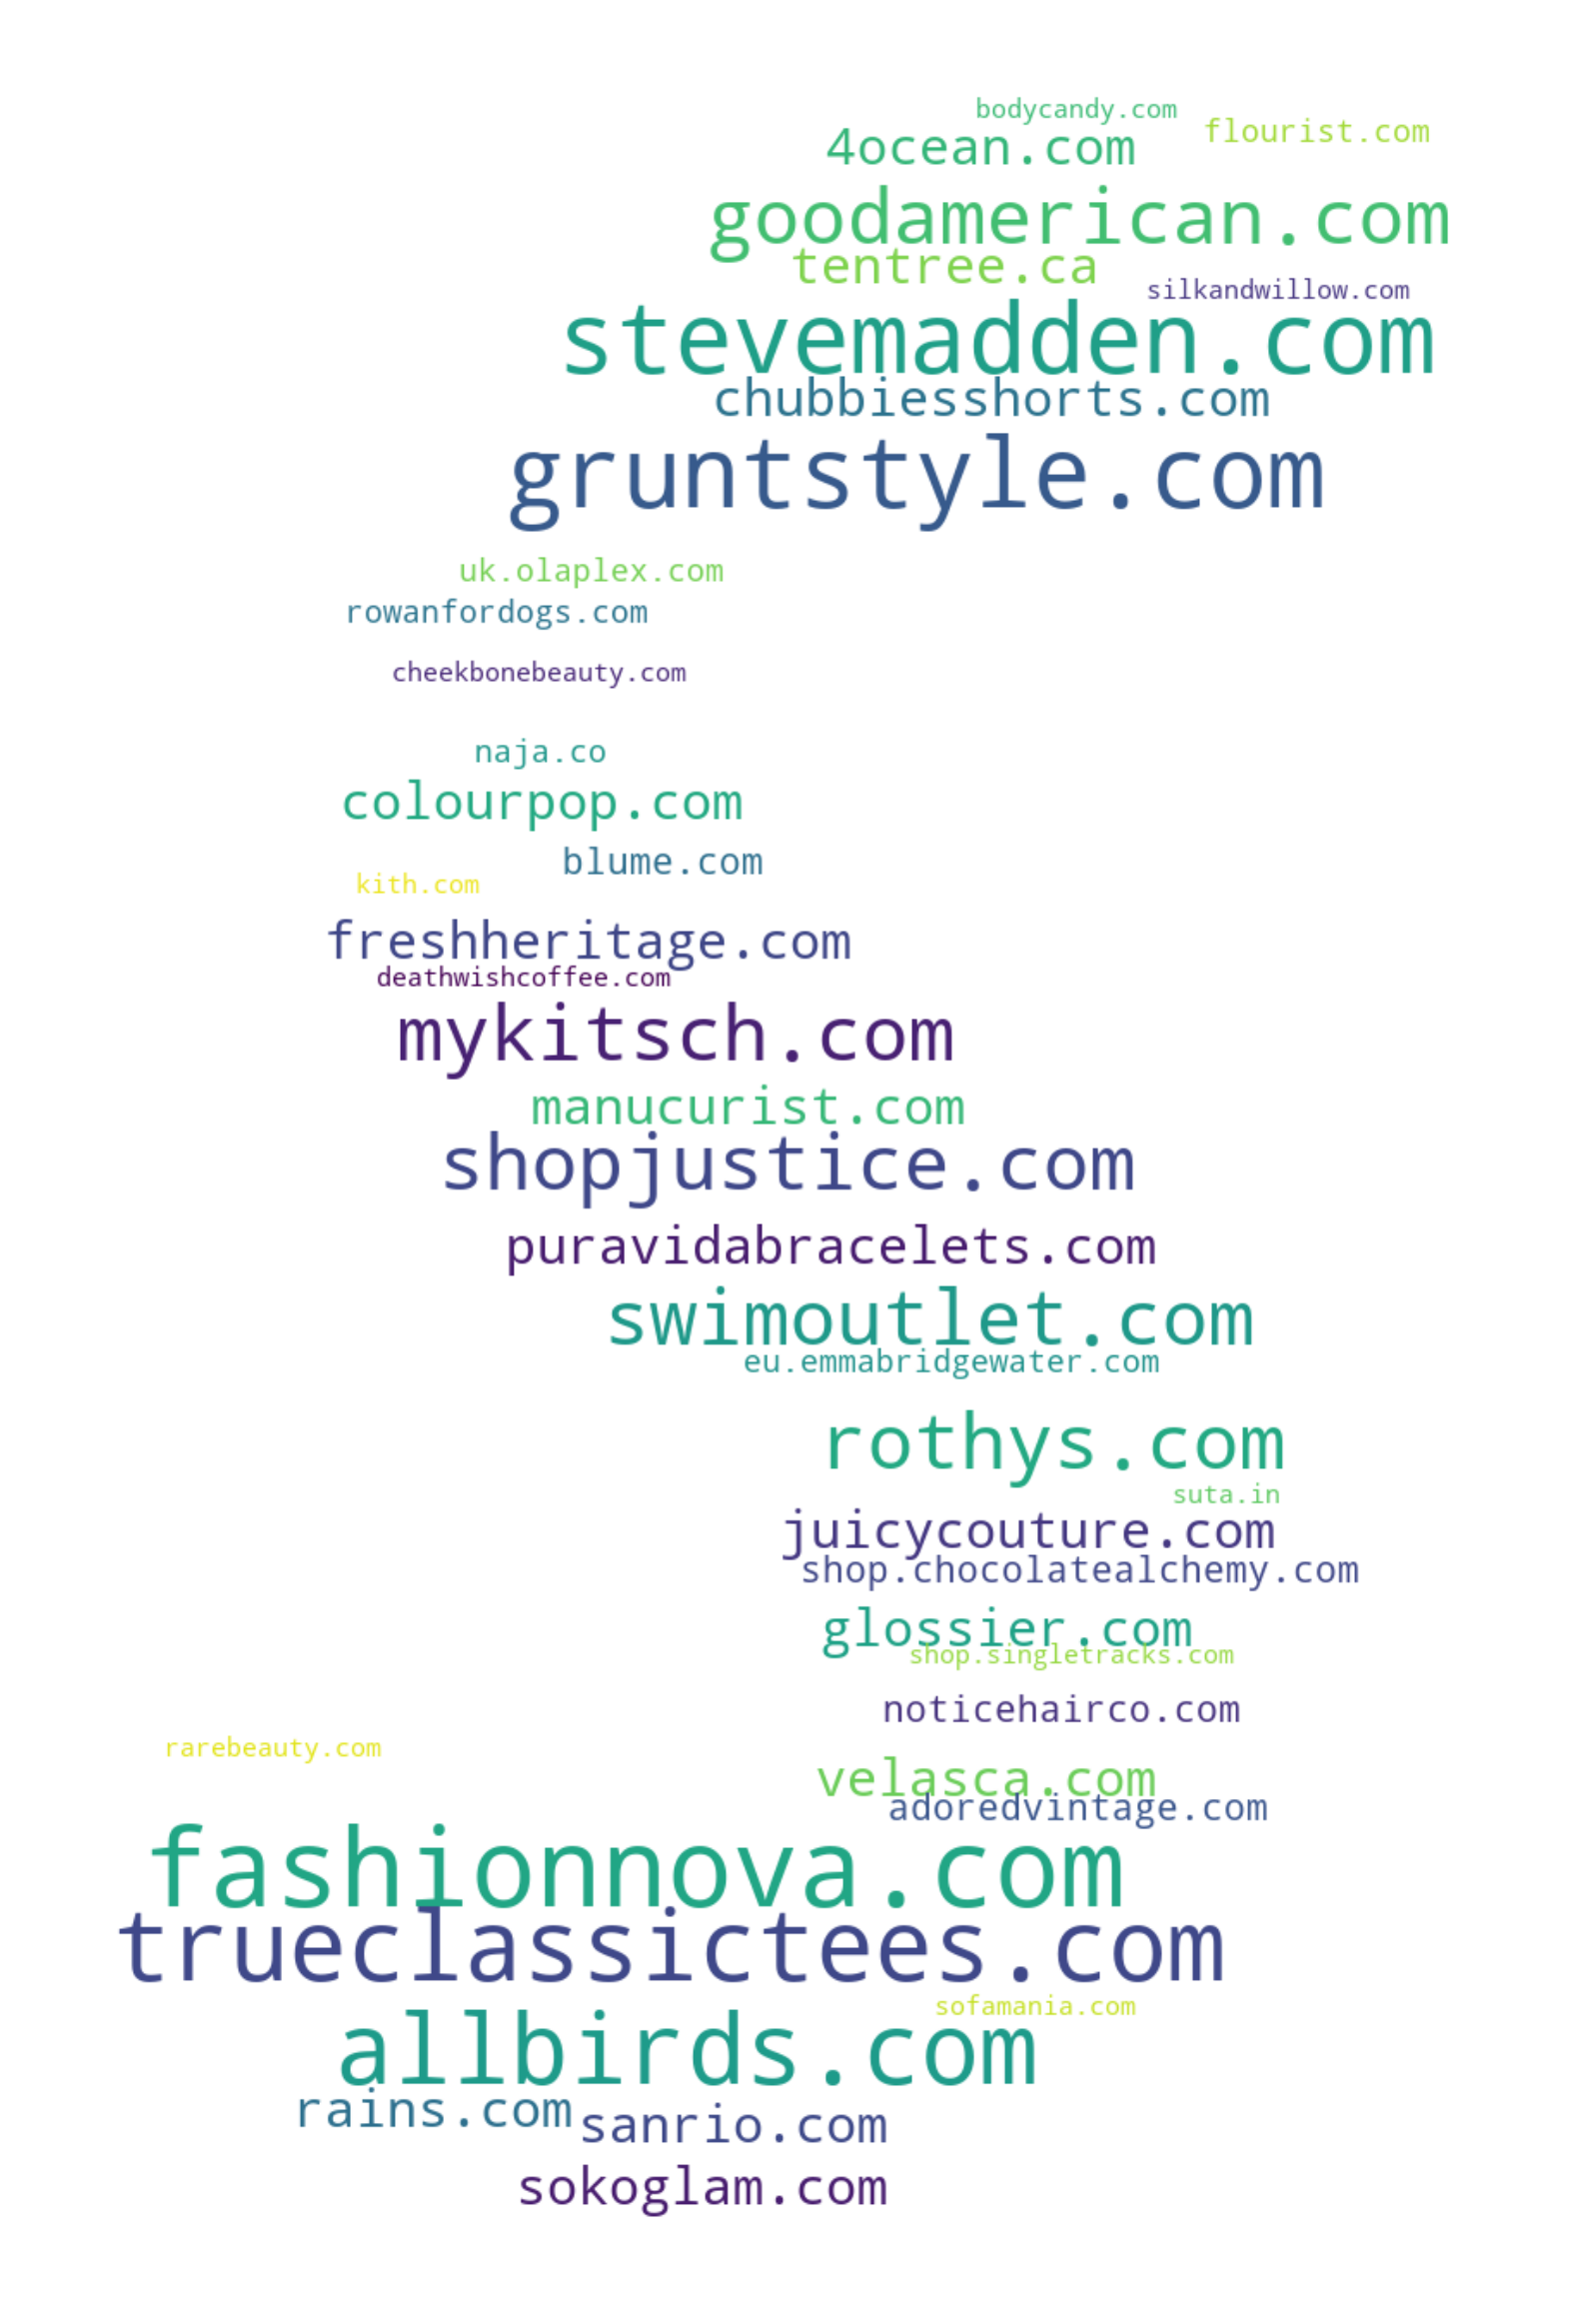 bodycandy.com
flourist.com
4ocean.com
goodamerican.com
tentree.ca
silkandwillow.com
stevemadden.com
chubbiesshorts.com
gruntstyle.com
uk.olaplex.com
rowanfordogs.com
cheekbonebeauty.com
naja.co
colourpop.com
blume.com
kith.com
freshheritage.com
deathwishcoffee.com
mykitsch.com
manucurist.com
shopjustice.com
puravidabracelets.com
swimoutlet.com
eu.emmabridgewater.com
rothys.com
suta.in
juicycouture.com
shop.chocolatealchemy.com
glossier.com
shop.singletracks.com
noticehairco.com
rarebeauty.com
velasca.com
adoredvintage.com
fashionnova.com
trueclassictees.com
sofamania.com
allbirds.com
rains.com
sanrio.com
sokoglam.com